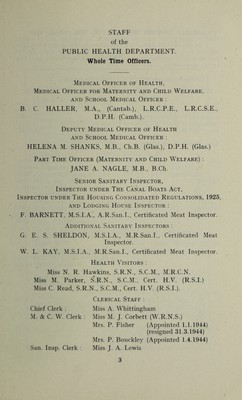 STAFF
of the
PUBLIC HEALTH DEPARTMENT.
Whole Time Officers.
Medical Officer of Health,
Medical Officer for Maternity and Child Welfare,
and School Medical Officer :
B. C. HALLER, M.A., (Cantab.), L.R.C.P.E., L.R.C.S.E.,
D.P.H. (Camb.).
Deputy Medical Officer of Health
and School Medical Officer :
HELENA M. SHANKS, M.B., Ch.B. (Glas.), D.P.H. (Glas.)
Part Time Officer (Maternity and Child Welfare) :
JANE A. NAGLE, M.B., B.Ch.
Senior Sanitary Inspector,
Inspector under The Canal Boats Act,
Inspector under The Housing Consolidated Regulations, 1925,
and Lodging House Inspector :
F. BARNETT, M.S.I.A., A.R.San.I., Certificated Meat Inspector.
Additional Sanitary Inspectors :
G. E. S. SHELDON, M.S.I.A., M.R.San.I., Certificated Meat
Inspector.
W. L. KAY, M.S.I.A., M.R.San.I., Certificated Meat Inspector.
Health Visitors :
Miss N. R. Hawkins, S.R.N., S.C.M., M.R.C.N.
Miss M. Parker, S.R.N., S.C.M., Cert. H.V. (R.S.I.)
Miss C. Read, S.R.N., S.C.M., Cert. H.V. (R.S.I.).
Clerical Staff :
Chief Clerk : Miss A. Whittingham
M. & C. W. Clerk : Miss M. J. Corbett (W.R.N.S.)
Mrs. P. Fisher (Appointed 1.1.1944)
(resigned 31.3.1944)
Mrs. P. Bouckley (Appointed 1.4.1944)
San. Insp. Clerk : Miss J. A. Lewis
3